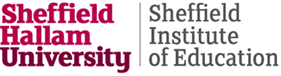 Sheffield
Hallam
University
Sheffield
Institute
of Education